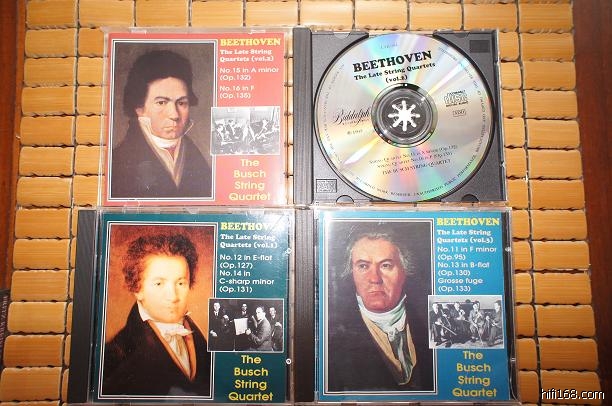 BEETHOVEN
The Late String
Quartets (vol.2)
No.15 in A minor
(Op.132)
No.16 in F
(Op.135)
The
Busch
String
Quartet
BEETHOVEN
The Late String Quartets
(vol.2)
Biddulph
THE BUSCH STRING QUARTET
BEETHOVEN
The Late String
Quartets (vol.1)
No.12 in E-flat
(Op.127)
No.14 in
C-sharp minor
(Op.131)
The
Busch
String
Quartet
BEETHOVEN
The Late String
Quartets (vol.3)
No.11 in F minor
(Op.95)
No.13 in B-flat
(Op.130)
Grosse fuge
(Op.133)
The
Busch
String
Quartet
hifi168.com